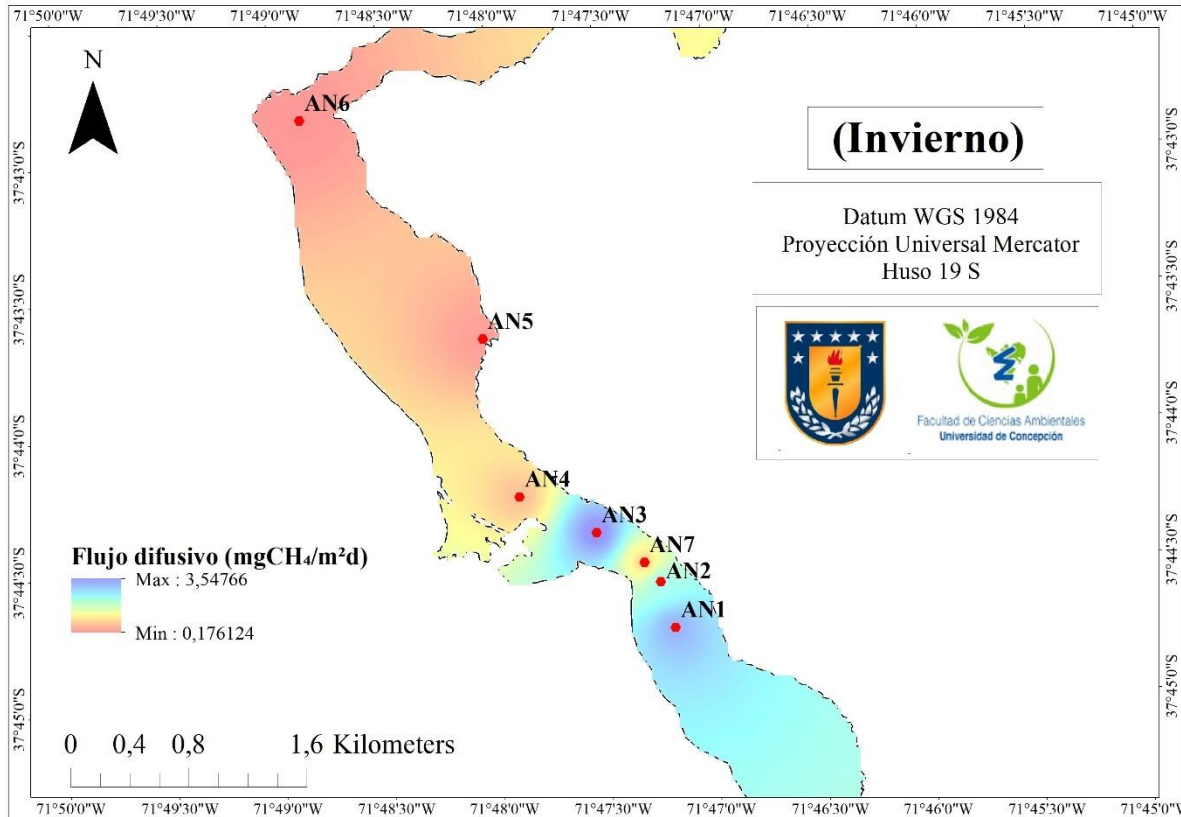 71°50'0"W 71°49'30"W 71°49'0"W 71°48'30"W 71°48'0"W 71°47'30"W 71°47'0"W 71°46'30"W 71°46'0"W 71°45'30"W 71°45'0"W
N
AN6
(Invierno)
Datum WGS 1984
Proyección Universal Mercator
Huso 19 S
AN5
Facultad de Ciencias Ambientales
Universidad de Concepción
AN4
AN3
AN7
AN2
AN1
Flujo difusivo (mgCH₄/m²d)
Max : 3,54766
Min : 0,176124
0 0,4 0,8 1,6 Kilometers
37°43'0"S
37°43'30"S
37°44'0"S
37°44'30"S
37°45'0"S
37°43'0"S
37°43'30"S
37°44'0"S
37°44'30"S
37°45'0"S
71°50'0"W 71°49'30"W 71°49'0"W 71°48'30"W 71°48'0"W 71°47'30"W 71°47'0"W 71°46'30"W 71°46'0"W 71°45'30"W 71°45'0"W